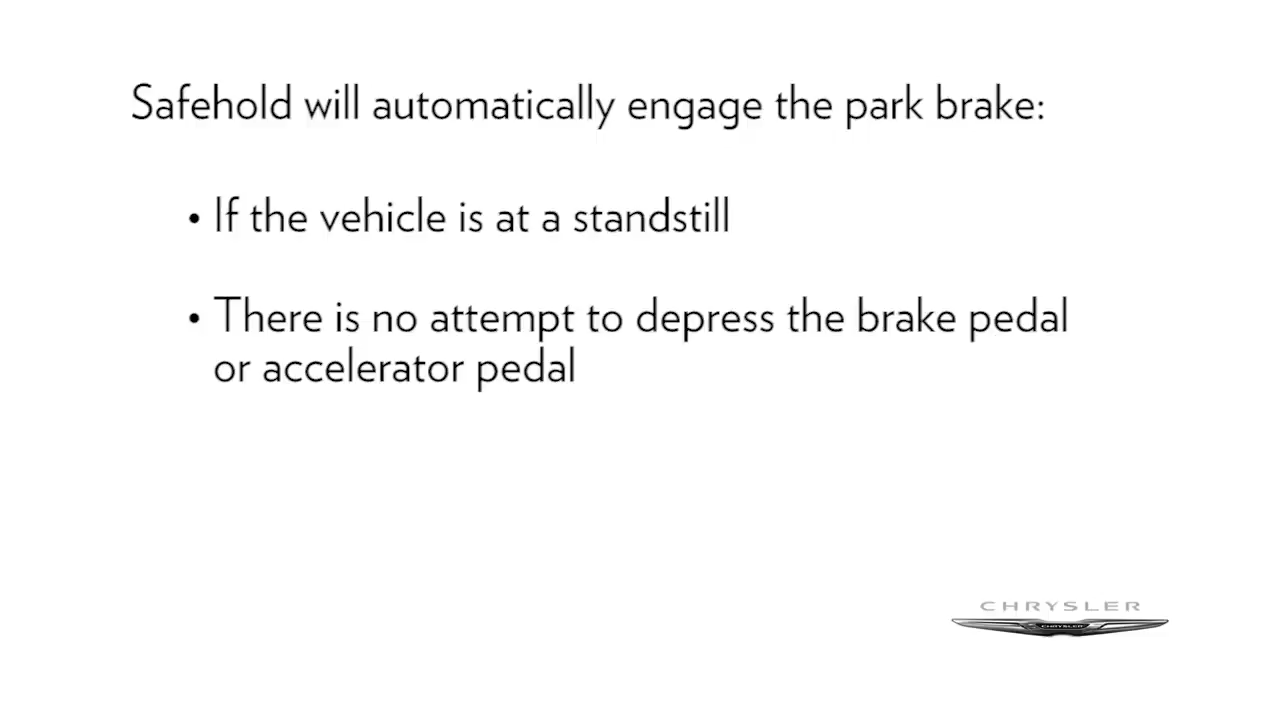 Safehold will automatically engage the park brake:
• If the vehicle is at a standstill
• There is no attempt to depress the brake pedal
or accelerator pedal
CHRYSLER
CHRYSLER